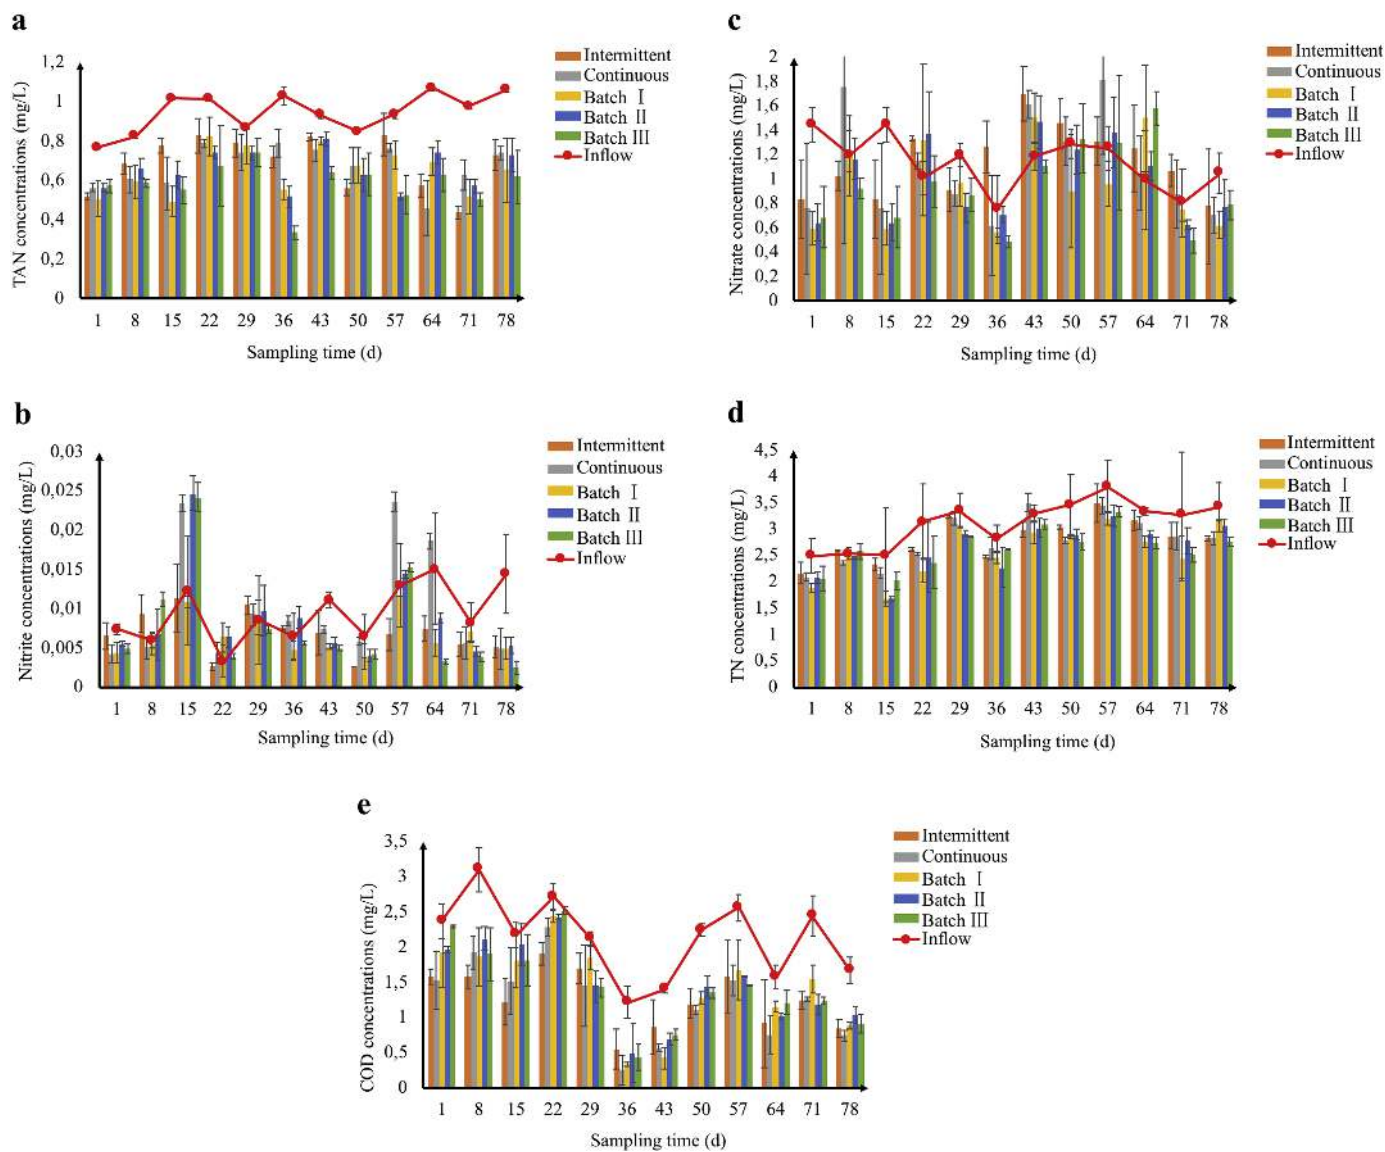 a
1,2
1
0,8
0,6
0,4
0,2
0
TAN concentrations (mg/L)
1 8 15 22 29 36 43 50 57 64 71 78
Sampling time (d)
Intermittent
Continuous
Batch Ⅰ
Batch Ⅱ
Batch Ⅲ
Inflow
c
2
1,8
1,6
1,4
1,2
1
0,8
0,6
0,4
0,2
0
Nitrate concentrations (mg/L)
1 8 15 22 29 36 43 50 57 64 71 78
Sampling time (d)
Intermittent
Continuous
Batch Ⅰ
Batch Ⅱ
Batch Ⅲ
Inflow
b
0,03
0,025
0,02
0,015
0,01
0,005
0
Nitrite concentrations (mg/L)
1 8 15 22 29 36 43 50 57 64 71 78
Sampling time (d)
Intermittent
Continuous
Batch Ⅰ
Batch Ⅱ
Batch Ⅲ
Inflow
d
4,5
4
3,5
3
2,5
2
1,5
1
0,5
0
TN concentrations (mg/L)
1 8 15 22 29 36 43 50 57 64 71 78
Sampling time (d)
Intermittent
Continuous
Batch Ⅰ
Batch Ⅱ
Batch Ⅲ
Inflow
e
3,5
3
2,5
2
1,5
1
0,5
0
COD concentrations (mg/L)
1 8 15 22 29 36 43 50 57 64 71 78
Sampling time (d)
Intermittent
Continuous
Batch Ⅰ
Batch Ⅱ
Batch Ⅲ
Inflow